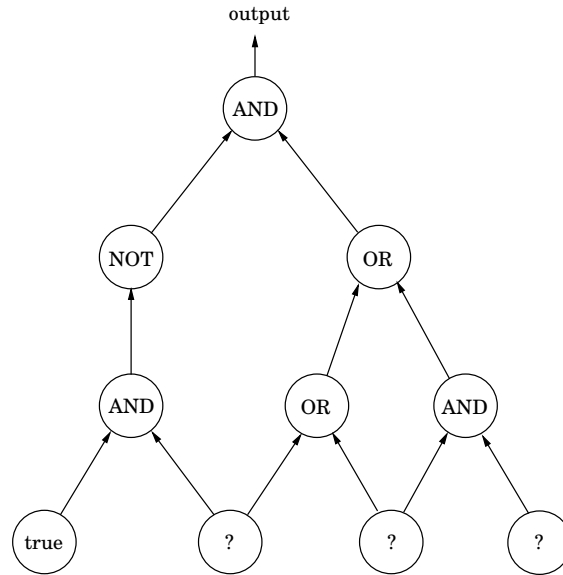 output
AND
NOT OR
AND OR AND
true ? ? ?